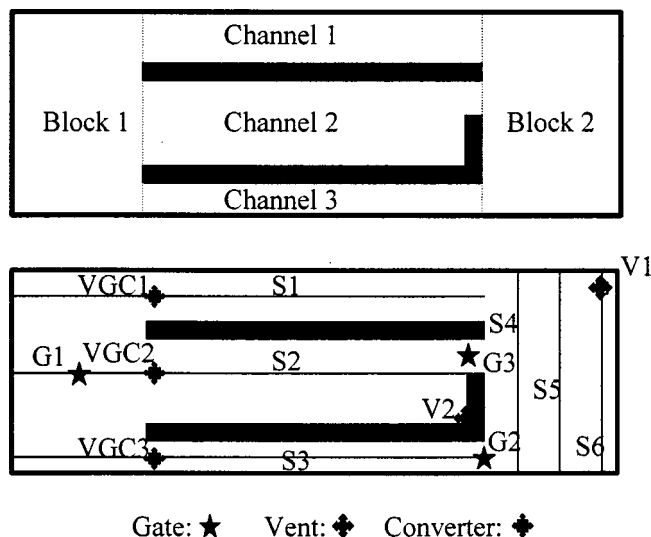 Channel 1
Block 1 Channel 2 Block 2
Channel 3
V1
VGC1 S1
S4
G1 VGC2 S2 G3
S5
V2
VGC3 S3 G2 S6
Gate: Vent: Converter: